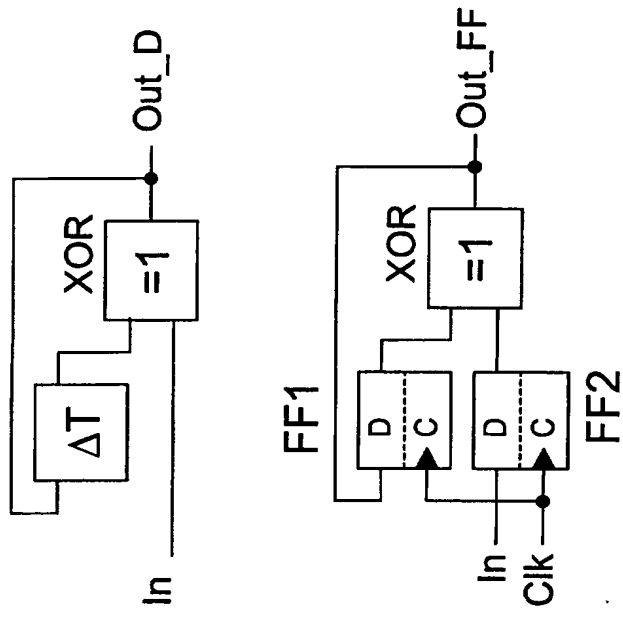 XOR
ΔT
=1
In
Out_D
FF1
XOR
D
C
=1
D
C
In
Clk
FF2
Out_FF